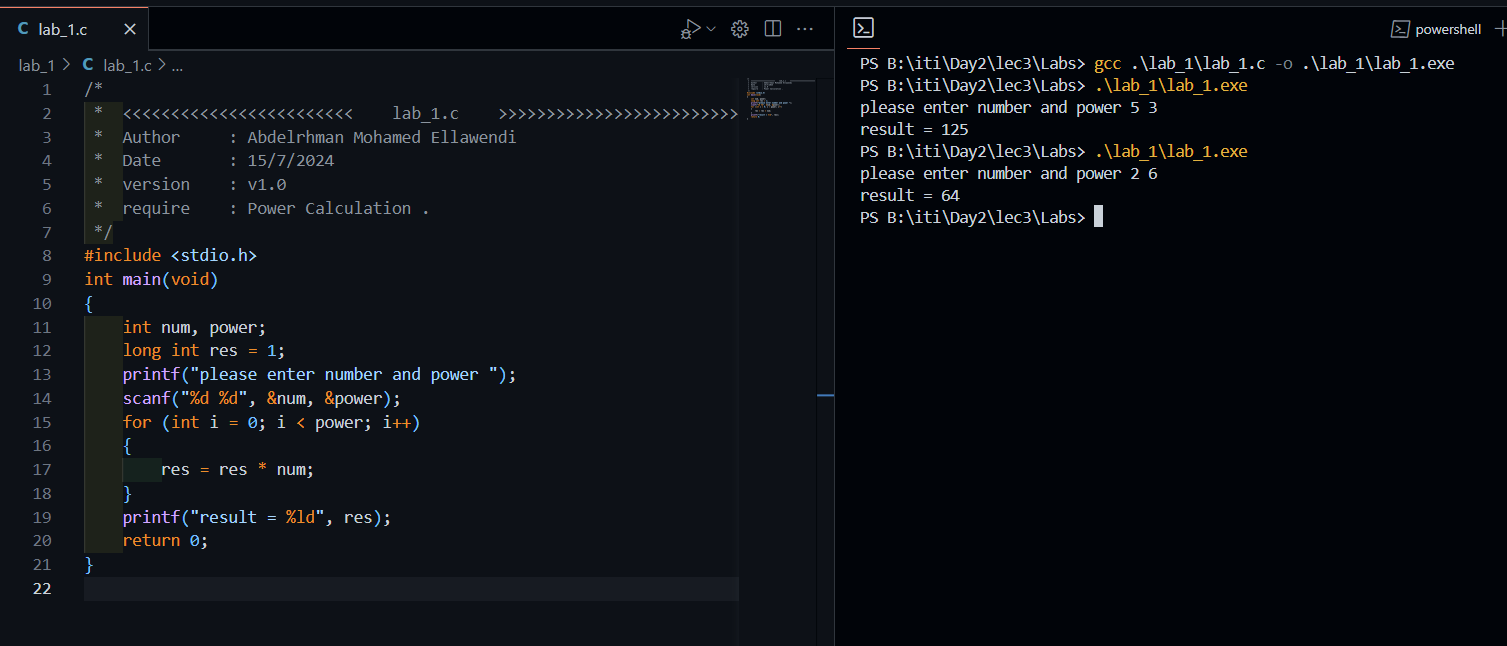 C lab_1.c ×
lab_1 > C lab_1.c > ...
1 /*
2 * <<<<<<<<<<<<<<<<<<<<<<<< lab_1.c >>>>>>>>>>>>>>>>>>>>>>>>>
3 * Author : Abdelrhman Mohamed Ellawendi
4 * Date : 15/7/2024
5 * version : v1.0
6 * require : Power Calculation .
7 */
8 #include <stdio.h>
9 int main(void)
10 {
11 int num, power;
12 long int res = 1;
13 printf("please enter number and power ");
14 scanf("%d %d", &num, &power);
15 for (int i = 0; i < power; i++)
16 {
17 res = res * num;
18 }
19 printf("result = %ld", res);
20 return 0;
21 }
22
powershell
PS B:\iti\Day2\lec3\Labs> gcc .\lab_1\lab_1.c -o .\lab_1\lab_1.exe
PS B:\iti\Day2\lec3\Labs> .\lab_1\lab_1.exe
please enter number and power 5 3
result = 125
PS B:\iti\Day2\lec3\Labs> .\lab_1\lab_1.exe
please enter number and power 2 6
result = 64
PS B:\iti\Day2\lec3\Labs>